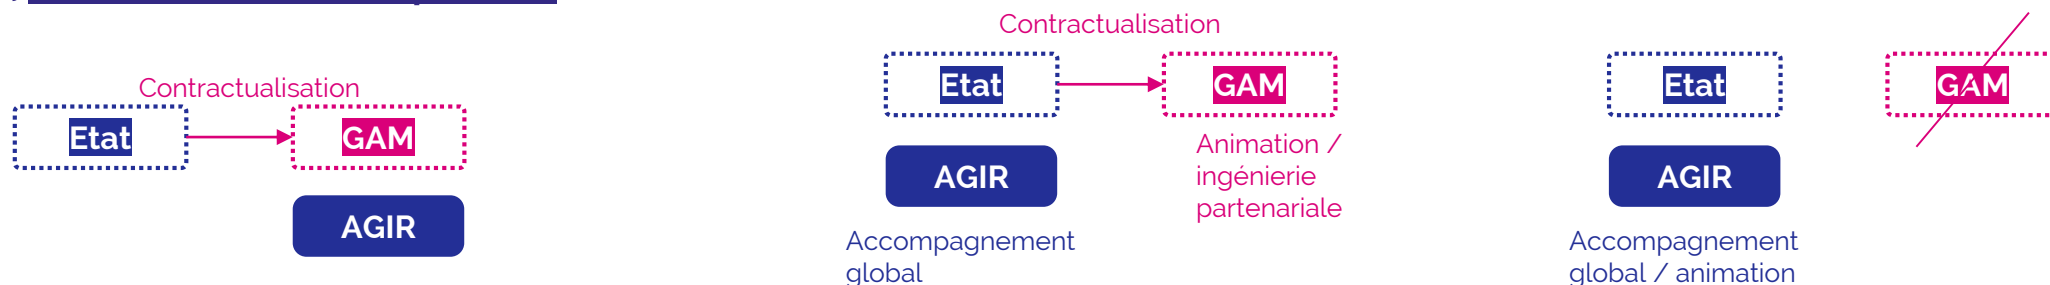 Contractualisation
Etat
GAM
AGIR
Contractualisation
Etat
GAM
AGIR
Animation /
ingénierie
partenariale
Accompagnement
global
Etat
GAM
AGIR
Accompagnement
global / animation